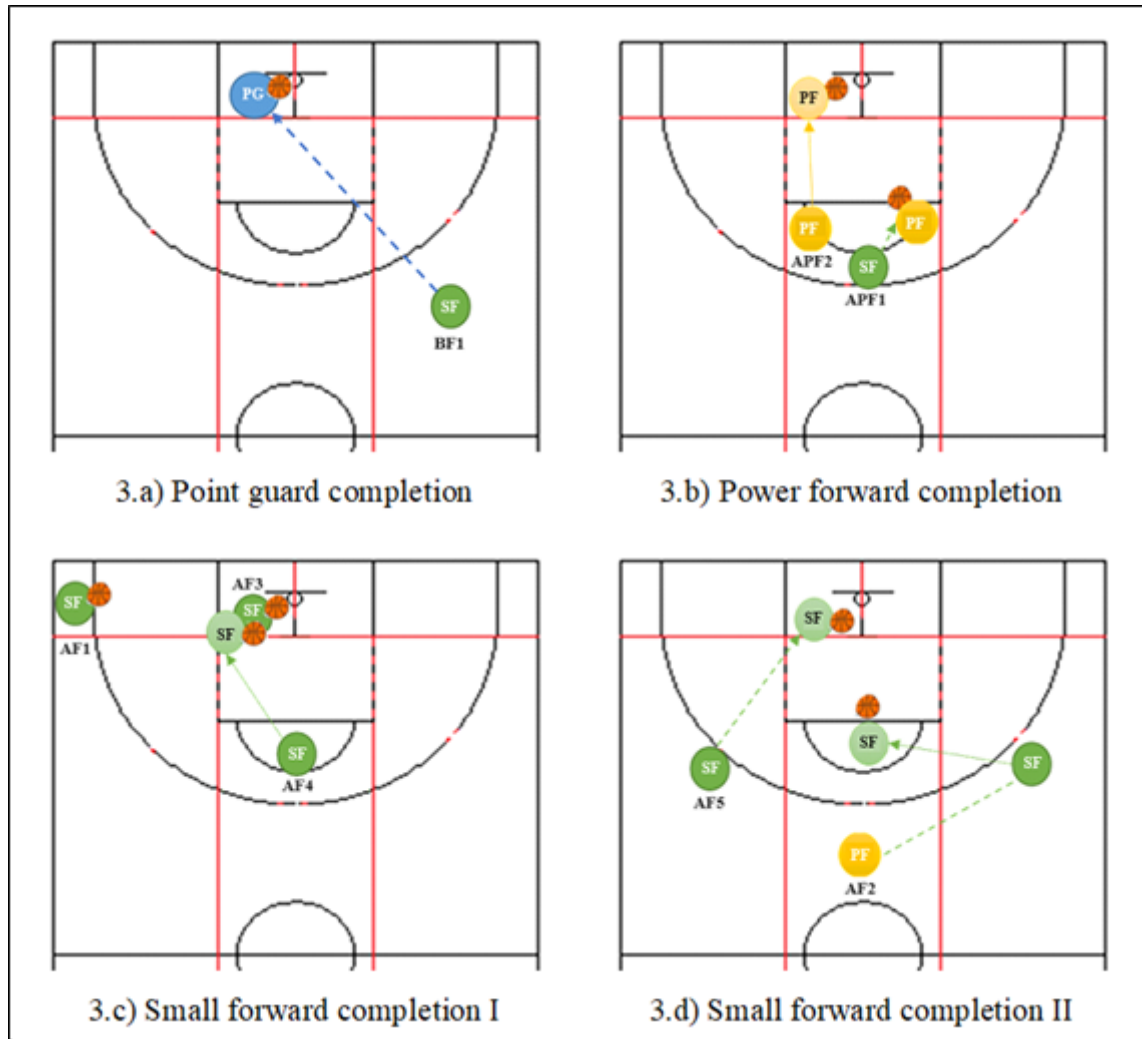 PG
SF
BF1
3.a) Point guard completion
PF
PF
PF
APF2
SF
APF1
3.b) Power forward completion
SF
AF1
AF3
SF
SF
SF
AF4
3.c) Small forward completion I
SF
SF
SF
AF5
SF
PF
AF2
3.d) Small forward completion II